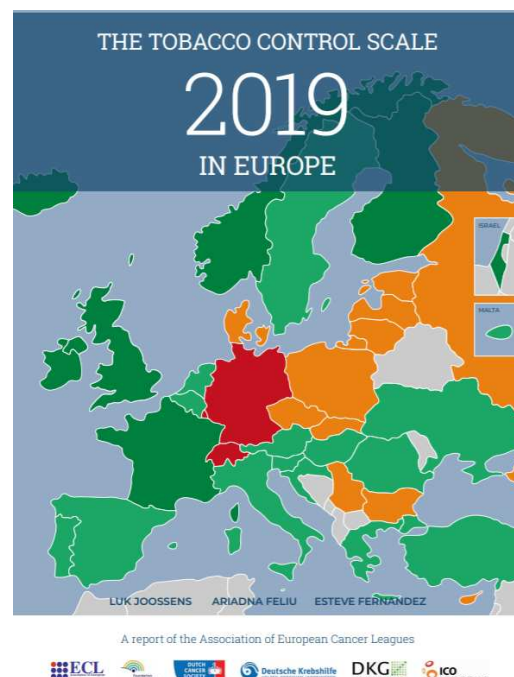 THE TOBACCO CONTROL SCALE
2019
IN EUROPE
ISRAEL
MALTA
LUK JOOSSENS ARIADNA FELIU ESTEVE FERNÁNDEZ
A report of the Association of European Cancer Leagues
ECL
DUTCH
CANCER
SOCIETY
Deutsche Krebshilfe
DKG
ICO